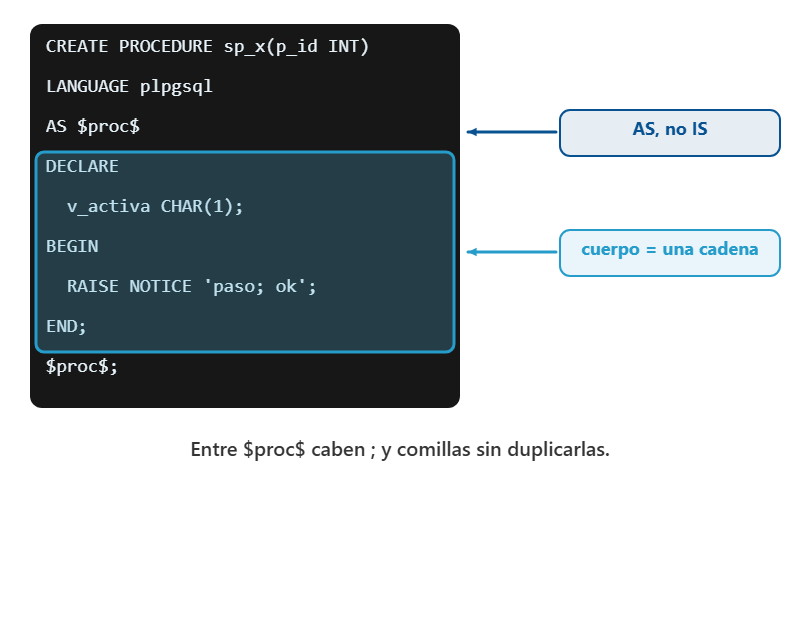 CREATE PROCEDURE sp_x(p_id INT)
LANGUAGE plpgsql
AS $proc$
AS, no IS
DECLARE
v_activa CHAR(1);
BEGIN
cuerpo = una cadena
RAISE NOTICE 'paso; ok';
END;
$proc$;
Entre $proc$ caben ; y comillas sin duplicarlas.